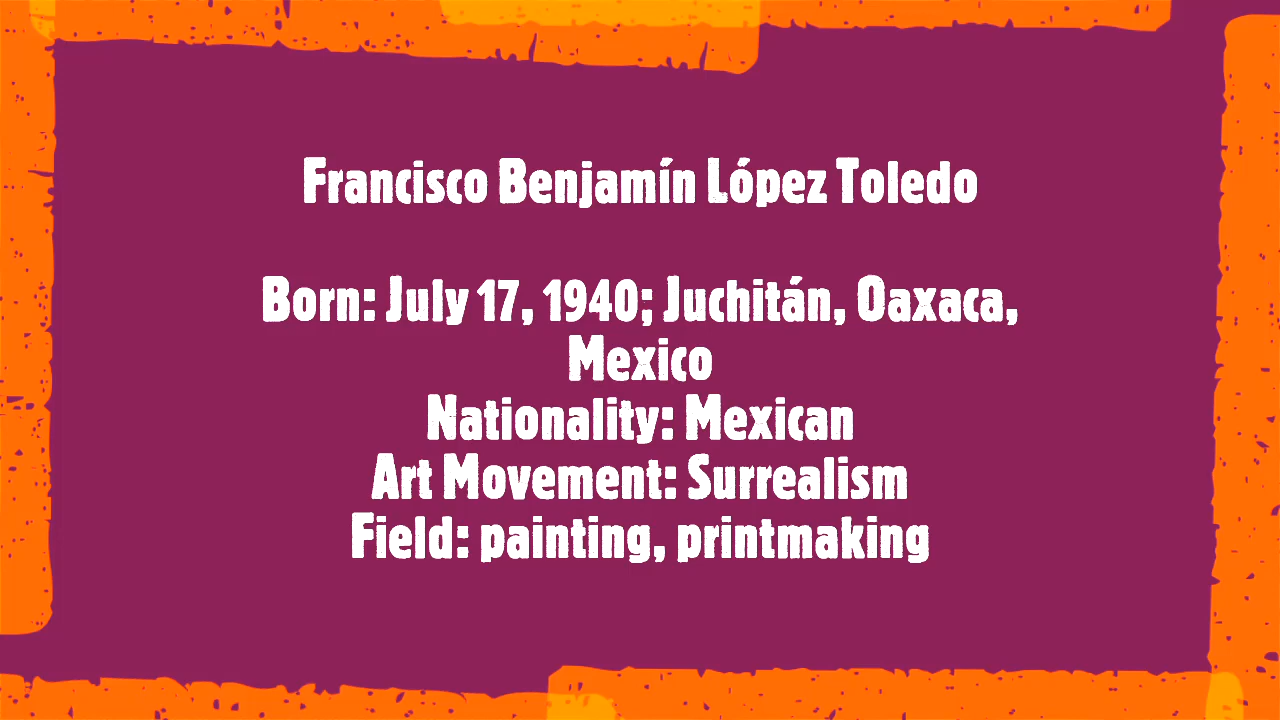 Francisco Benjamín López Toledo
Born: July 17, 1940; Juchitán, Oaxaca,
Mexico
Nationality: Mexican
Art Movement: Surrealism
Field: painting, printmaking